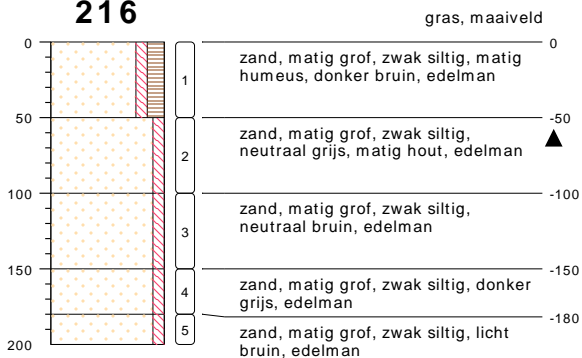 216
gras, maaiveld
0
0
zand, matig grof, zwak siltig, matig
humeus, donker bruin, edelman
1
50
-50
zand, matig grof, zwak siltig,
neutraal grijs, matig hout, edelman
2
100
-100
zand, matig grof, zwak siltig,
neutraal bruin, edelman
3
150
-150
zand, matig grof, zwak siltig, donker
grijs, edelman
4
-180
zand, matig grof, zwak siltig, licht
bruin, edelman
5
200